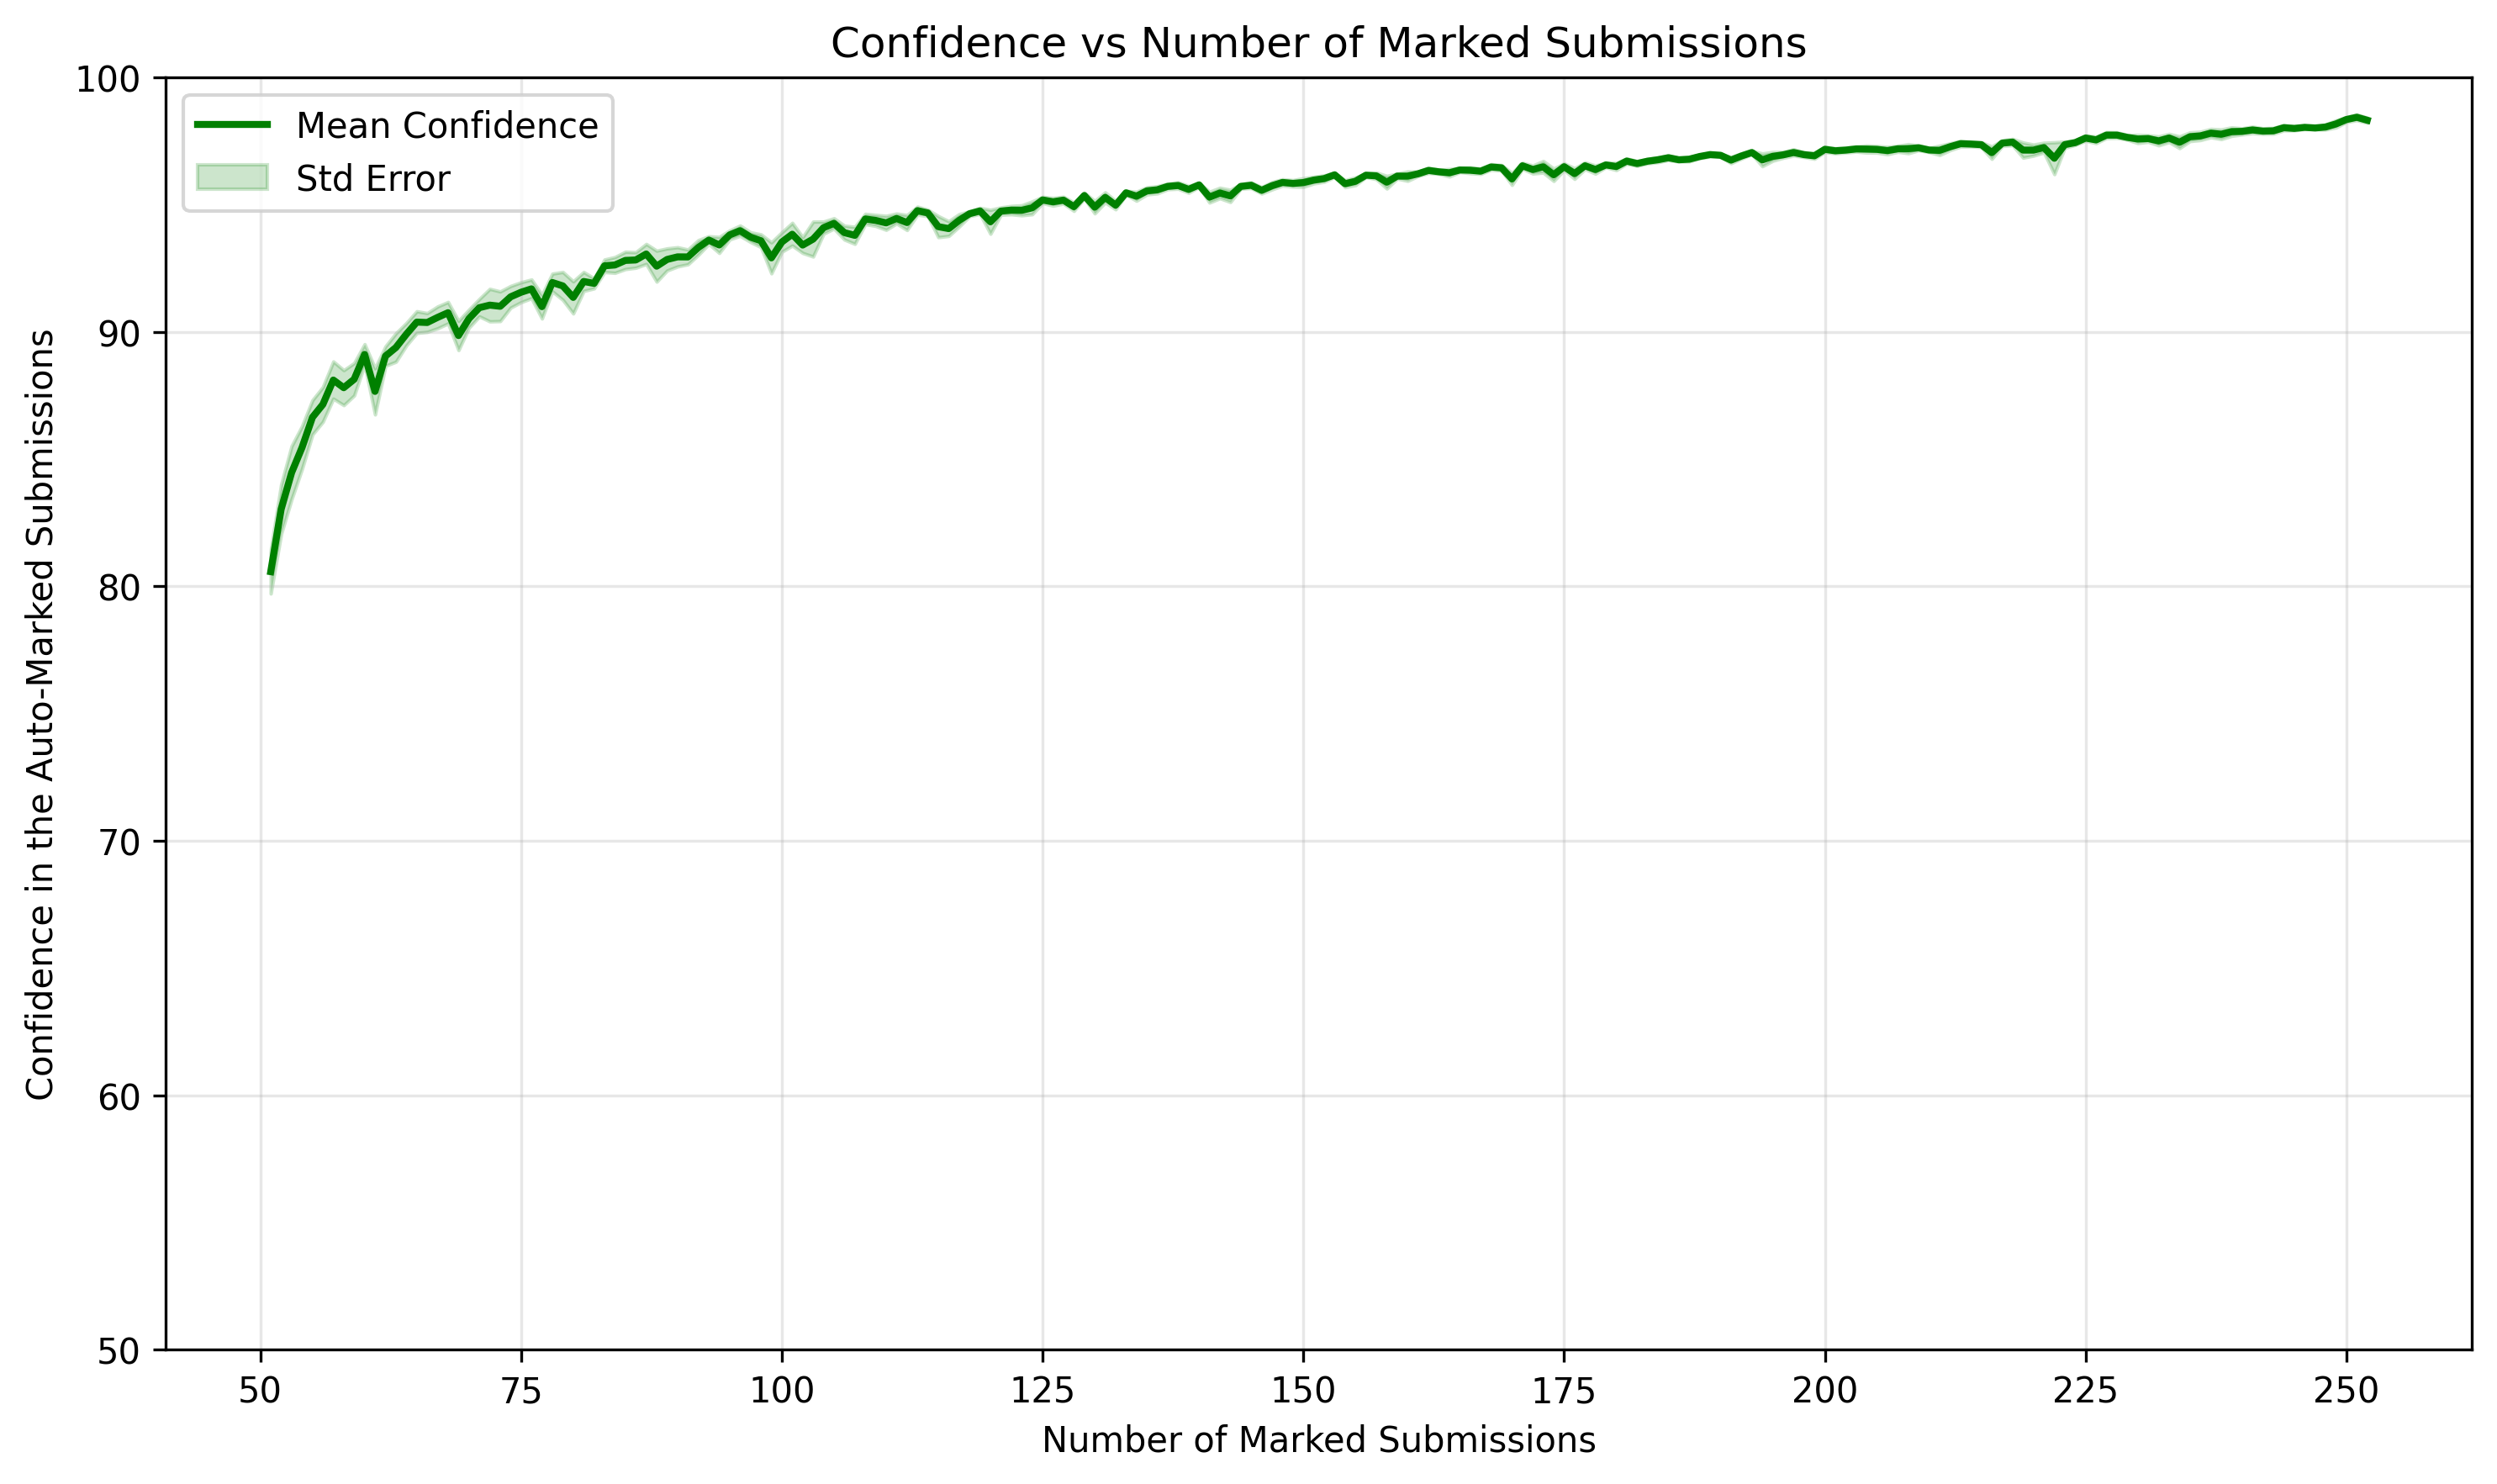 Confidence vs Number of Marked Submissions
Mean Confidence
Std Error
Confidence in the Auto-Marked Submissions
100
90
80
70
60
50
50 75 100 125 150 175 200 225 250
Number of Marked Submissions